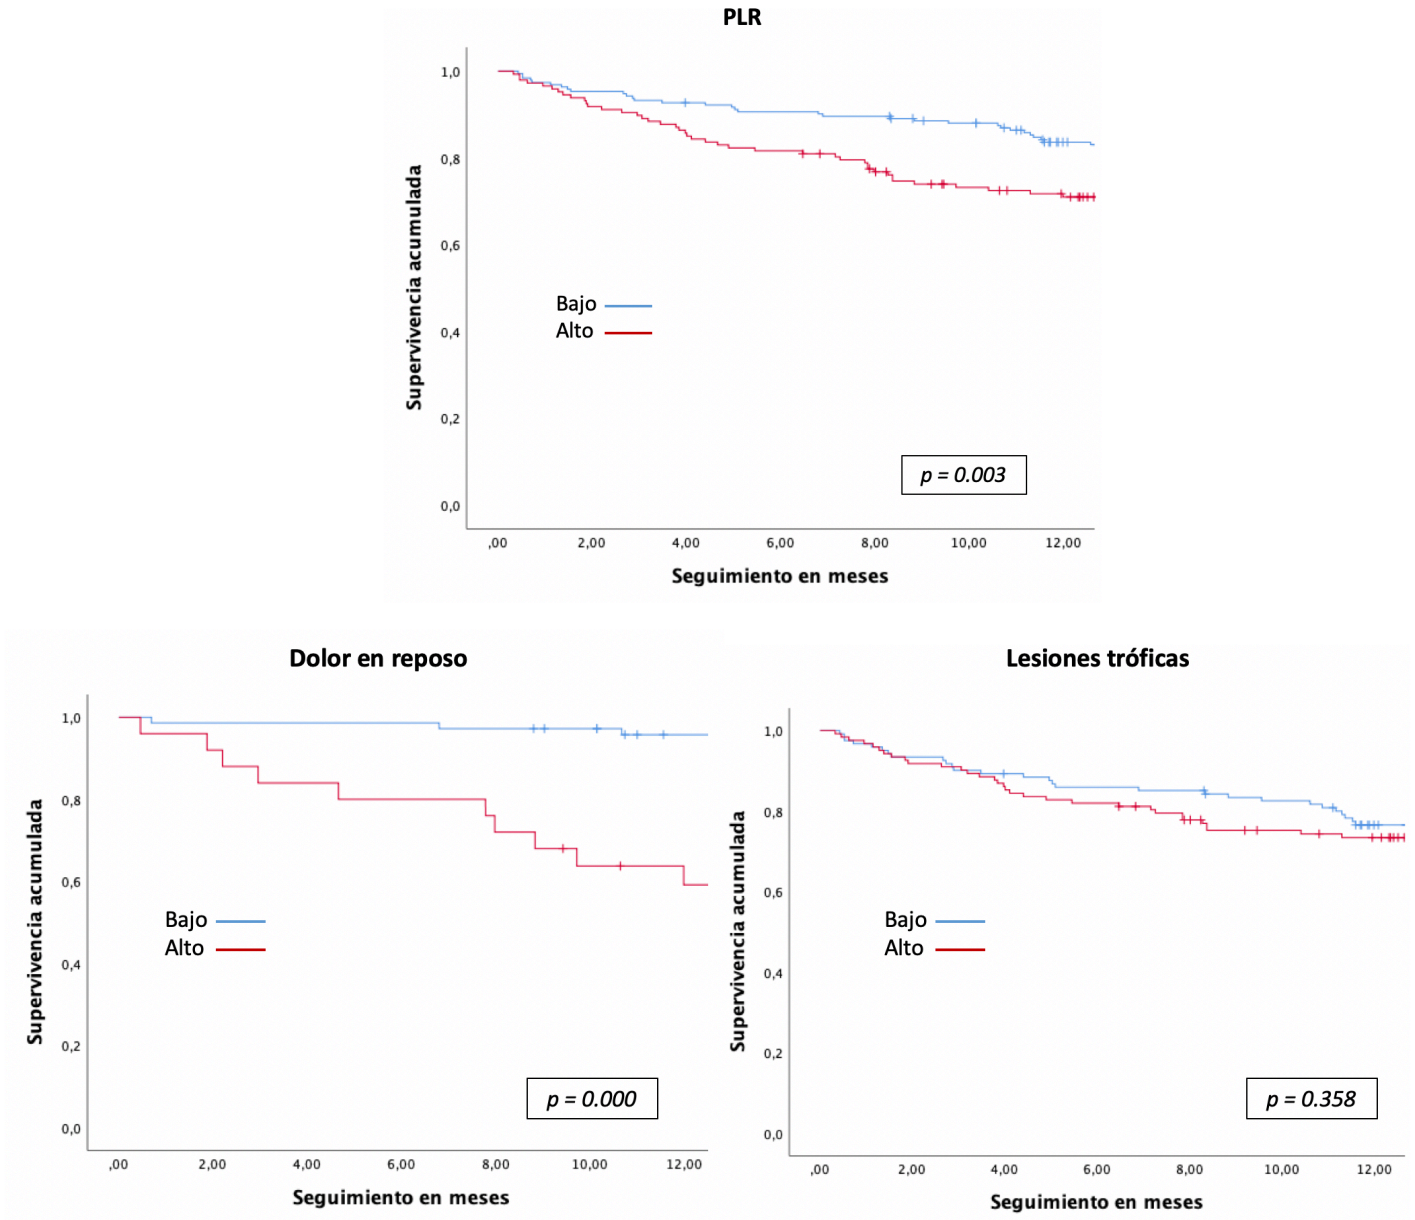 PLR
Supervivencia acumulada
1,0
0,8
0,6
0,4
0,2
0,0
Bajo
Alto
p = 0.003
,00 2,00 4,00 6,00 8,00 10,00 12,00
Seguimiento en meses
Dolor en reposo
Supervivencia acumulada
1,0
0,8
0,6
0,4
0,2
0,0
Bajo
Alto
p = 0.000
,00 2,00 4,00 6,00 8,00 10,00 12,00
Seguimiento en meses
Lesiones tróficas
Supervivencia acumulada
1,0
0,8
0,6
0,4
0,2
0,0
Bajo
Alto
p = 0.358
,00 2,00 4,00 6,00 8,00 10,00 12,00
Seguimiento en meses